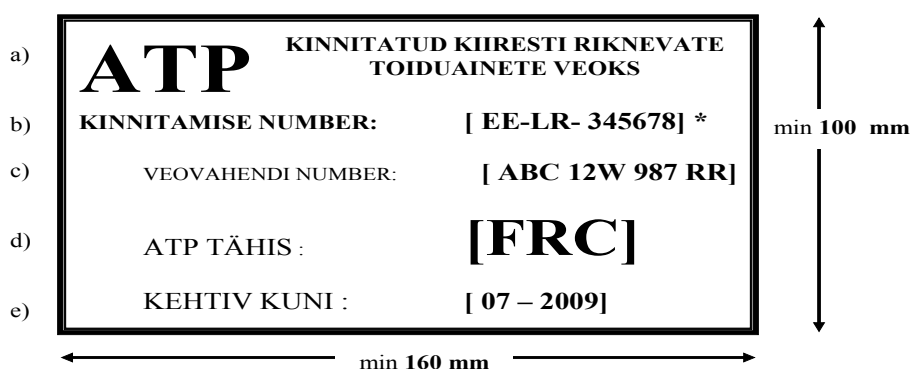 a) ATP KINNITATUD KIIRESTI RIKNEVATE
TOIDUAINETE VEOKS
b) KINNITAMISE NUMBER: [ EE-LR- 345678] *
min 100 mm
c) VEOVAHENDI NUMBER: [ ABC 12W 987 RR]
d) ATP TÄHIS : [FRC]
e) KEHTIV KUNI : [ 07 – 2009]
min 160 mm